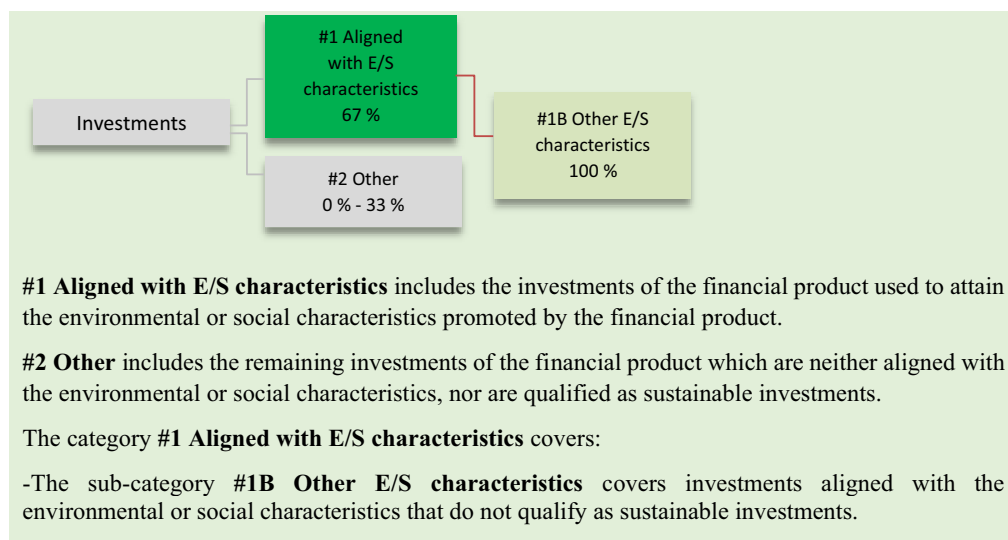 #1 Aligned
with E/S
characteristics
67 %
Investments
#1B Other E/S
characteristics
100 %
#2 Other
0 % - 33 %
#1 Aligned with E/S characteristics includes the investments of the financial product used to attain
the environmental or social characteristics promoted by the financial product.
#2 Other includes the remaining investments of the financial product which are neither aligned with
the environmental or social characteristics, nor are qualified as sustainable investments.
The category #1 Aligned with E/S characteristics covers:
-The sub-category #1B Other E/S characteristics covers investments aligned with the
environmental or social characteristics that do not qualify as sustainable investments.